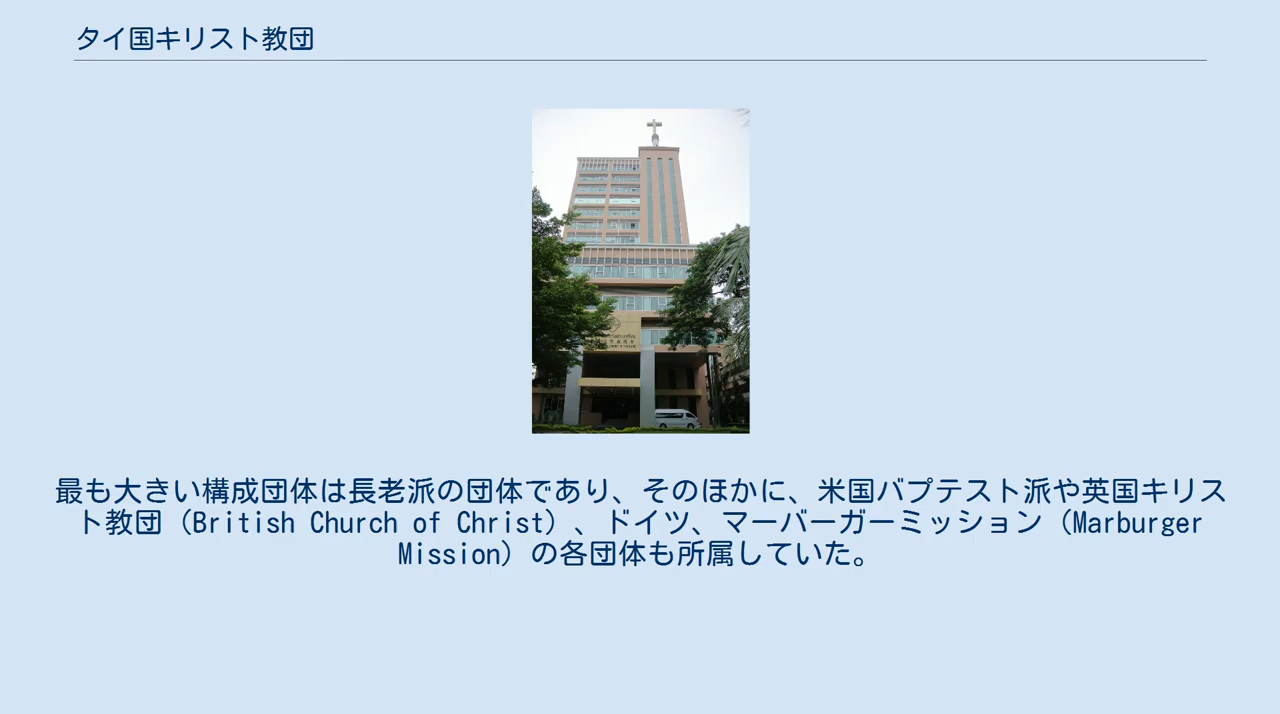 タイ国キリスト教団
最も大きい構成団体は長老派の団体であり、そのほかに、米国バプテスト派や英国キリス
ト教団（British Church of Christ）、ドイツ、マーバーガーミッション（Marburger
Mission）の各団体も所属していた。